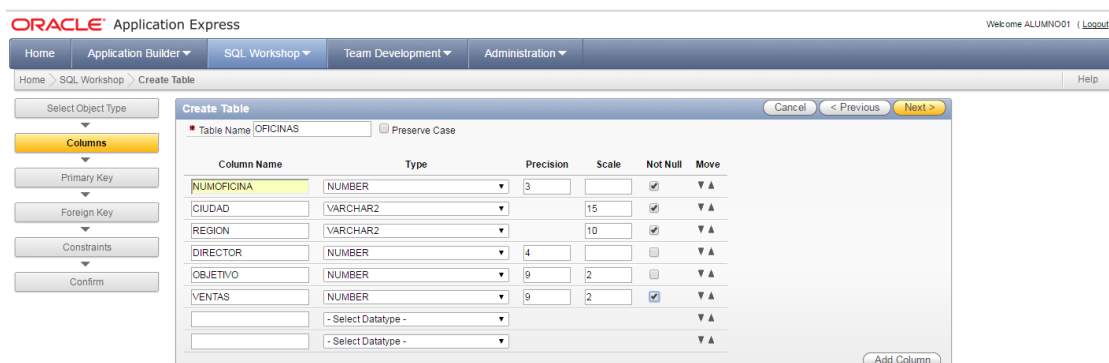 ORACLE Application Express
Welcome ALUMNO01 ( Logout
Home Application Builder SQL Workshop Team Development Administration
Home > SQL Workshop > Create Table
Help
Select Object Type
Columns
Primary Key
Foreign Key
Constraints
Confirm
Create Table
Cancel < Previous Next >
* Table Name OFICINAS Preserve Case
Column Name Type Precision Scale Not Null Move
NUMOFICINA NUMBER 3
CIUDAD VARCHAR2 15
REGION VARCHAR2 10
DIRECTOR NUMBER 4
OBJETIVO NUMBER 9 2
VENTAS NUMBER 9 2
- Select Datatype -
- Select Datatype -
Add Column